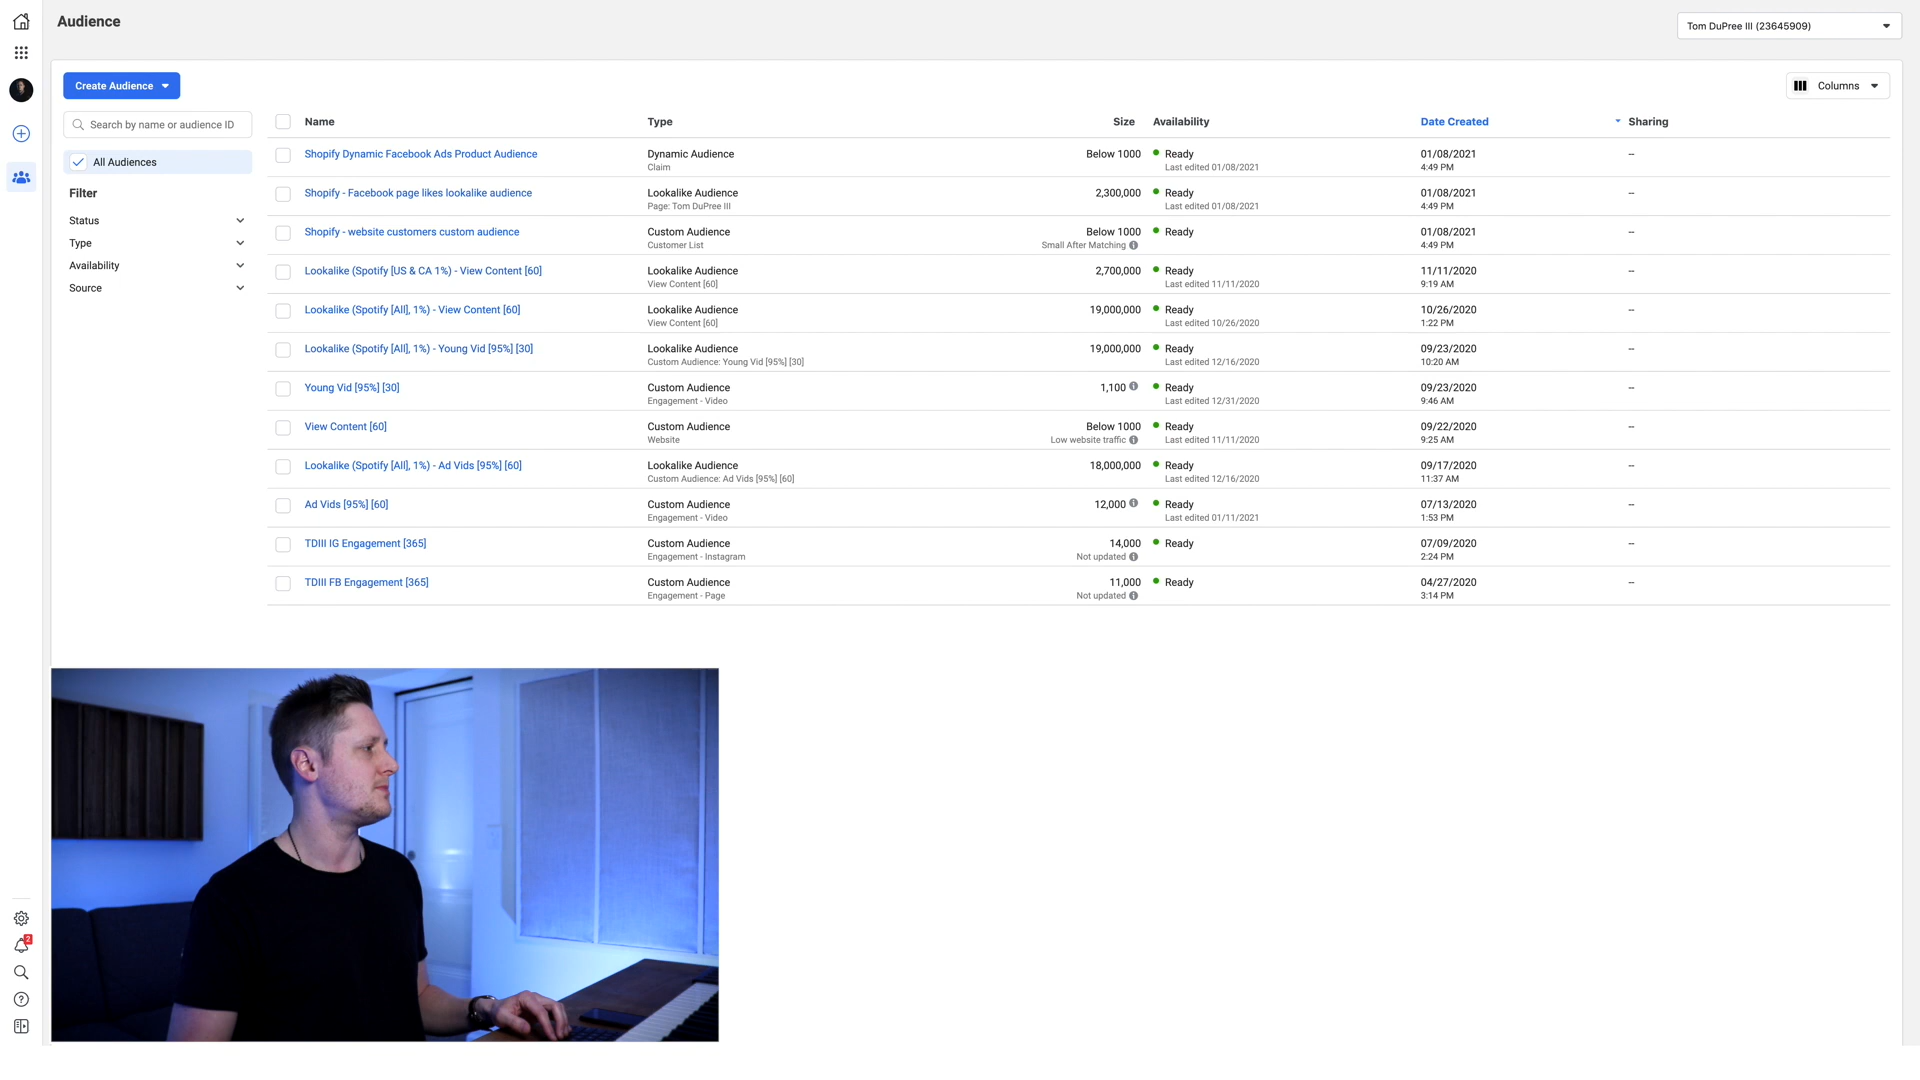 Audience
Tom DuPree III (23645909)
Create Audience
Columns
Search by name or audience ID
All Audiences
Filter
Status
Type
Availability
Source
Name Type Size Availability Date Created Sharing
Shopify Dynamic Facebook Ads Product Audience Dynamic Audience Below 1000 Ready 01/08/2021 --
Claim Last edited 01/08/2021 4:49 PM
Shopify - Facebook page likes lookalike audience Lookalike Audience 2,300,000 Ready 01/08/2021 --
Page: Tom DuPree III Last edited 01/08/2021 4:49 PM
Shopify - website customers custom audience Custom Audience Below 1000 Ready 01/08/2021 --
Customer List Small After Matching 4:49 PM
Lookalike (Spotify [US & CA 1%) - View Content [60] Lookalike Audience 2,700,000 Ready 11/11/2020 --
View Content [60] Last edited 11/11/2020 9:19 AM
Lookalike (Spotify [All], 1%) - View Content [60] Lookalike Audience 19,000,000 Ready 10/26/2020 --
View Content [60] Last edited 10/26/2020 1:22 PM
Lookalike (Spotify [All], 1%) - Young Vid [95%] [30] Lookalike Audience 19,000,000 Ready 09/23/2020 --
Custom Audience: Young Vid [95%] [30] Last edited 12/16/2020 10:20 AM
Young Vid [95%] [30] Custom Audience 1,100 Ready 09/23/2020 --
Engagement - Video Last edited 12/31/2020 9:46 AM
View Content [60] Custom Audience Below 1000 Ready 09/22/2020 --
Website Low website traffic Last edited 11/11/2020 9:25 AM
Lookalike (Spotify [All], 1%) - Ad Vids [95%] [60] Lookalike Audience 18,000,000 Ready 09/17/2020 --
Custom Audience: Ad Vids [95%] [60] Last edited 12/16/2020 11:37 AM
Ad Vids [95%] [60] Custom Audience 12,000 Ready 07/13/2020 --
Engagement - Video Last edited 01/11/2021 1:53 PM
TDIII IG Engagement [365] Custom Audience 14,000 Ready 07/09/2020 --
Engagement - Instagram Not updated 2:24 PM
TDIII FB Engagement [365] Custom Audience 11,000 Ready 04/27/2020 --
Engagement - Page Not updated 3:14 PM
2